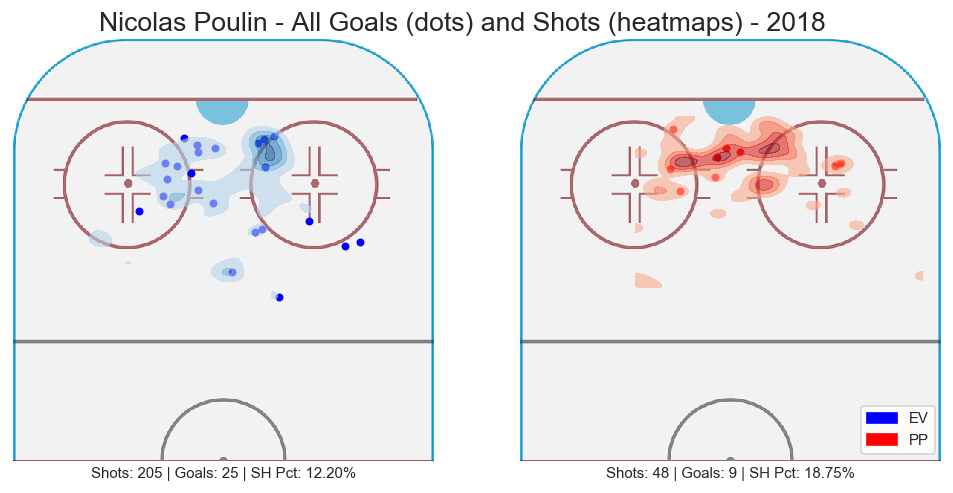 Nicolas Poulin - All Goals (dots) and Shots (heatmaps) - 2018
EV
PP
Shots: 205 | Goals: 25 | SH Pct: 12.20%
Shots: 48 | Goals: 9 | SH Pct: 18.75%